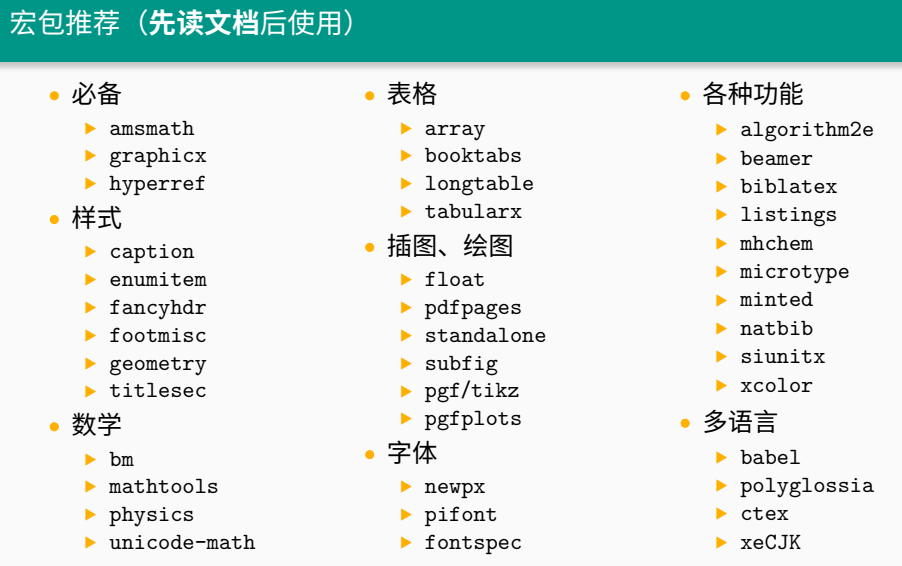 宏包推荐（先读文档后使用）
必备
amsmath
graphicx
hyperref
样式
caption
enumitem
fancyhdr
footmisc
geometry
titlesec
数学
bm
mathtools
physics
unicode-math
表格
array
booktabs
longtable
tabularx
插图、绘图
float
pdfpages
standalone
subfig
pgf/tikz
pgfplots
字体
newpx
pifont
fontspec
各种功能
algorithm2e
beamer
biblatex
listings
mhchem
microtype
minted
natbib
siunitx
xcolor
多语言
babel
polyglossia
ctex
xeCJK